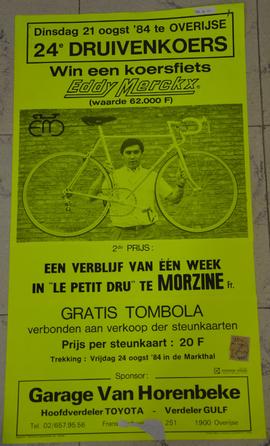 Dinsdag 21 oogst '84 te OVERIJSE
24e DRUIVENKOERS
Win een koersfiets
Eddy Merckx
(waarde 62.000 F)
EM
2de PRIJS :
EEN VERBLIJF VAN ÉÉN WEEK
IN "LE PETIT DRU" TE MORZINE fr.
GRATIS TOMBOLA
verbonden aan verkoop der steunkaarten
Prijs per steunkaart : 20 F
Trekking : Vrijdag 24 oogst '84 in de Markthal
Sponsor:
Garage Van Horenbeke
Hoofdverdeler TOYOTA - Verdeler GULF
Tel. 02/657.95.56 Frans 251 1900 Overijse